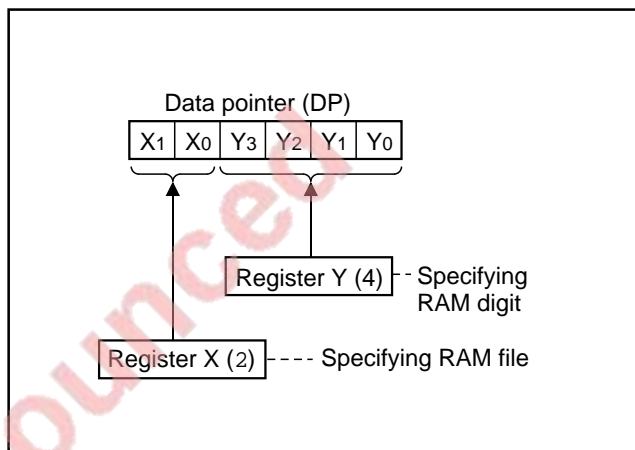 Data pointer (DP)
X1 X0 Y3 Y2 Y1 Y0
Register Y (4)
Specifying
RAM digit
Register X (2)
Specifying RAM file
ounced